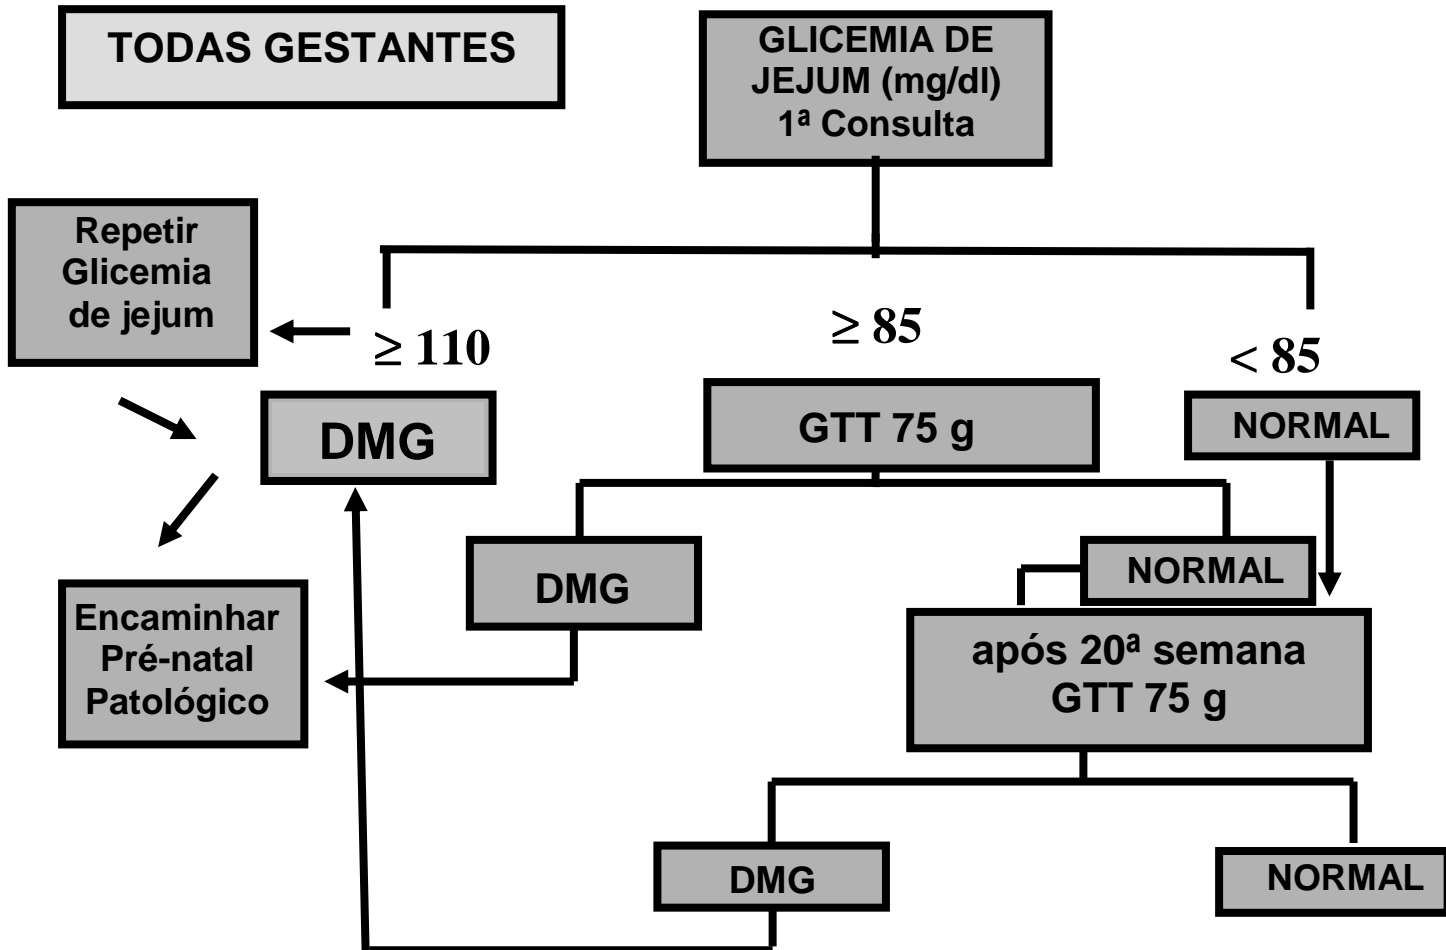 TODAS GESTANTES
GLICEMIA DE
JEJUM (mg/dl)
1ª Consulta
Repetir
Glicemia
de jejum
≥ 110
≥ 85
< 85
DMG
GTT 75 g
NORMAL
DMG
NORMAL
Encaminhar
Pré-natal
Patológico
após 20ª semana
GTT 75 g
DMG
NORMAL